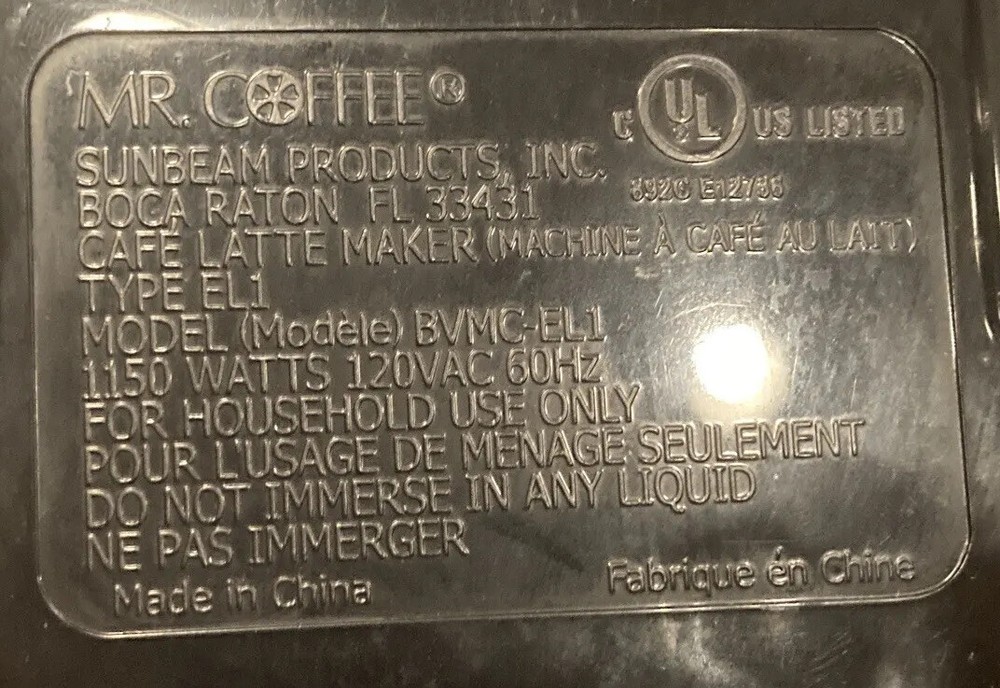 MR. COFFEE®
C UL US LISTED
SUNBEAM PRODUCTS, INC.
BOCA RATON FL 33431
CAFÉ LATTE MAKER (MACHINE À CAFÉ AU LAIT)
TYPE EL1
MODEL (Modèle) BVMC-EL1
1150 WATTS 120VAC 60Hz
FOR HOUSEHOLD USE ONLY
POUR L'USAGE DE MENAGE SEULEMENT
DO NOT IMMERSE IN ANY LIQUID
NE PAS IMMERGER
Made in China
Fabrique én Chine